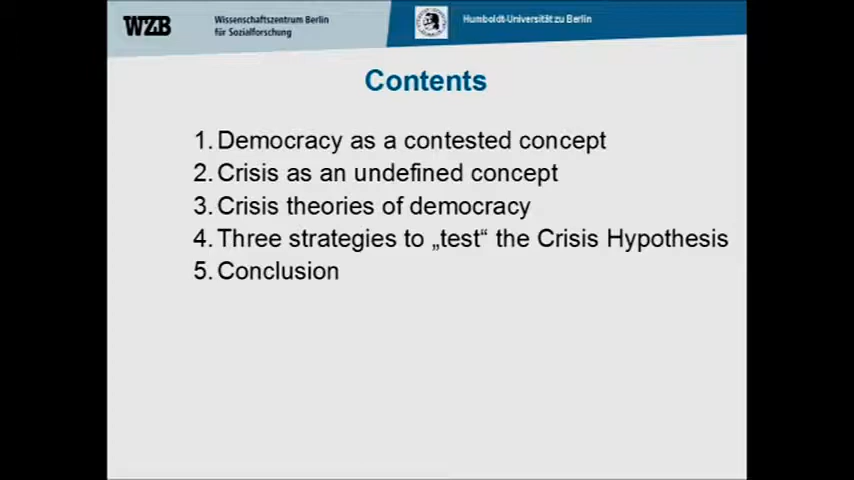 WZB
Wissenschaftszentrum Berlin
für Sozialforschung
Humboldt-Universität zu Berlin
Contents
1. Democracy as a contested concept
2. Crisis as an undefined concept
3. Crisis theories of democracy
4. Three strategies to „test“ the Crisis Hypothesis
5. Conclusion